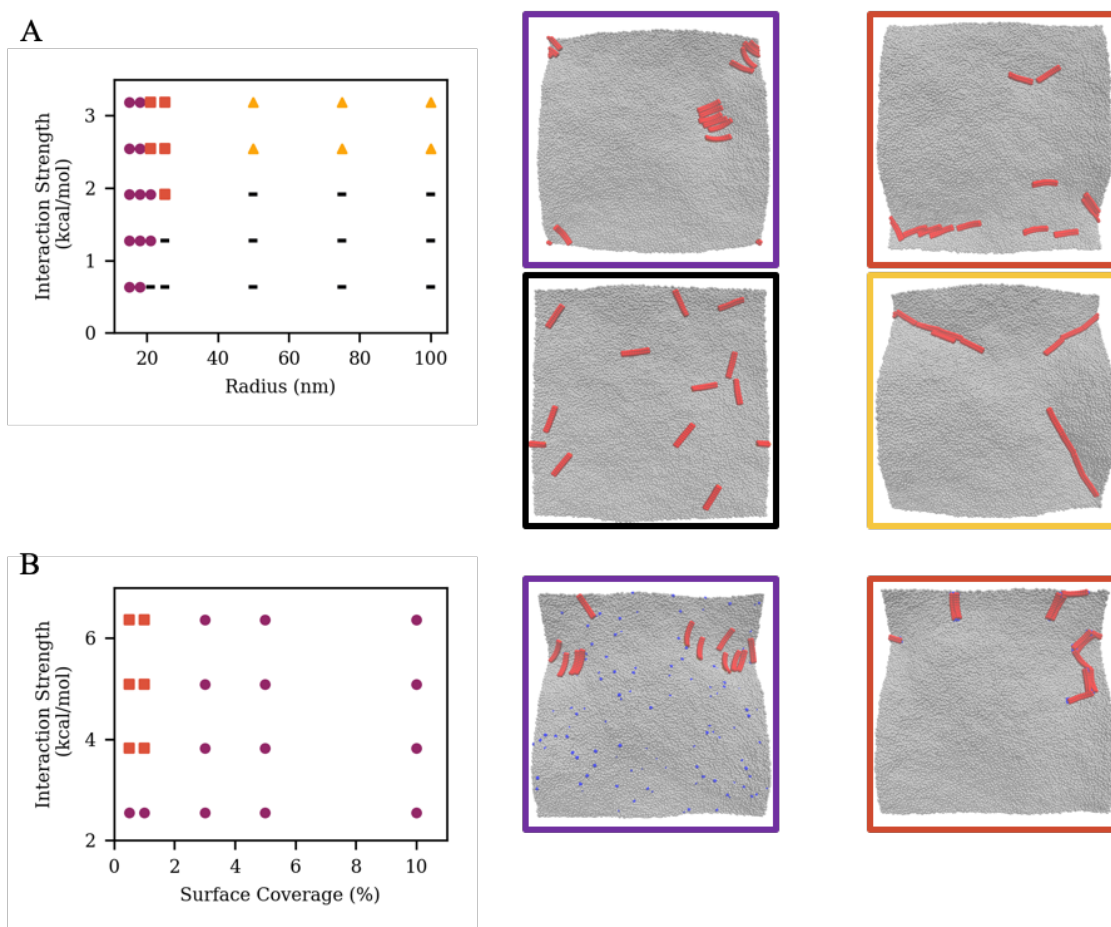 A
3
2
1
0
Interaction Strength
(kcal/mol)
20 40 60 80 100
Radius (nm)
B
6
4
2
Interaction Strength
(kcal/mol)
0 2 4 6 8 10
Surface Coverage (%)